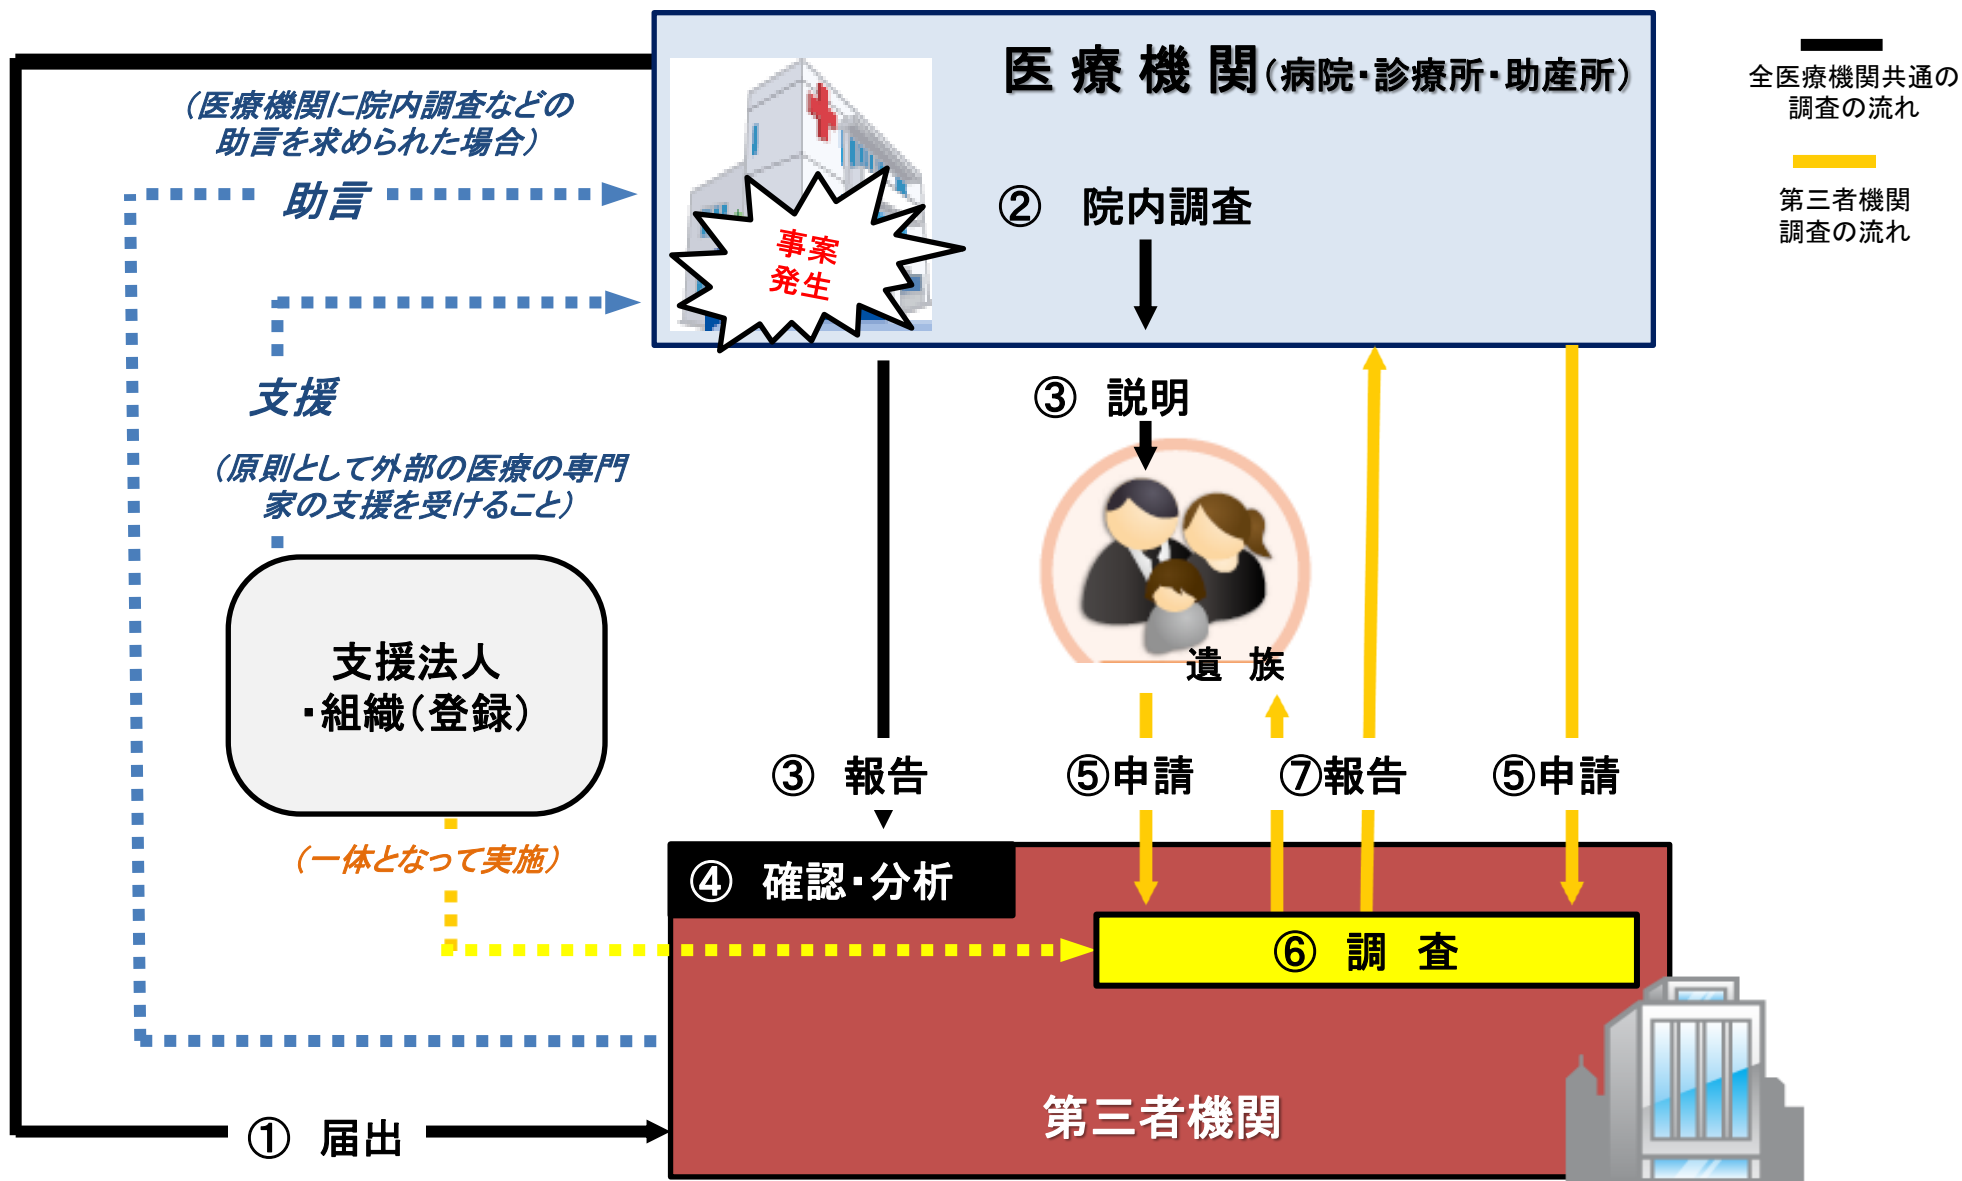 医 療 機 関（病院・診療所・助産所）
全医療機関共通の
調査の流れ
第三者機関
調査の流れ
（医療機関に院内調査などの
助言を求められた場合）
助言
② 院内調査
事案
発生
支援
③ 説明
（原則として外部の医療の専門
家の支援を受けること）
支援法人
・組織（登録）
遺 族
③ 報告
⑤申請
⑦報告
⑤申請
（一体となって実施）
④ 確認・分析
⑥ 調 査
第三者機関
① 届出